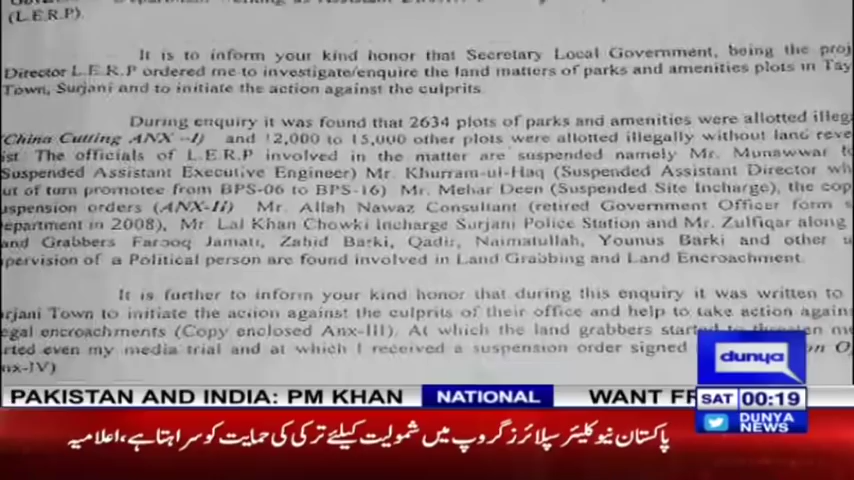 (L.E.R.P)
It is to inform your kind honor that Secretary Local Government, being the proj
Director L.E.R.P ordered me to investigate/enquire the land matters of parks and amenities plots in Tay
Town, Surjani and to initiate the action against the culprits.
During enquiry it was found that 2634 plots of parks and amenities were allotted illega
(China Cutting ANX -I) and 12,000 to 15,000 other plots were allotted illegally without land reve
ist. The officials of L.E.R.P involved in the matter are suspended namely Mr. Munawwar
Suspended Assistant Executive Engineer) Mr. Khurram-ul-Haq (Suspended Assistant Director wh
ut of turn promotee from BPS-06 to BPS-16) Mr. Mehar Deen (Suspended Site Incharge), the cop
uspension orders (ANX-Ii) Mr. Allah Nawaz Consultant (retired Government Officer form s
epartment in 2008), Mr. Lal Khan Chowki Incharge Surjani Police Station and Mr. Zulfiqar along
and Grabbers Farooq Jamati, Zahid Barki, Qadir, Naimatullah, Younus Barki and other u
pervision of a Political person are found involved in Land Grabbing and Land Encroachment.
It is further to inform your kind honor that during this enquiry it was written to
rjani Town to initiate the action against the culprits of their office and help to take action agains
egal encroachments (Copy enclosed Anx-III). At which the land grabbers started to threaten me
rted even my media trial and at which I received a suspension order signed
nx-IV)
dunya
PAKISTAN AND INDIA: PM KHAN NATIONAL WANT FR
SAT 00:19
DUNYA NEWS
پاکستان نیوکلیئر سپلائرز گروپ میں شمولیت کیلئے ترکی کی حمایت کو سراہتا ہے، اعلامیہ